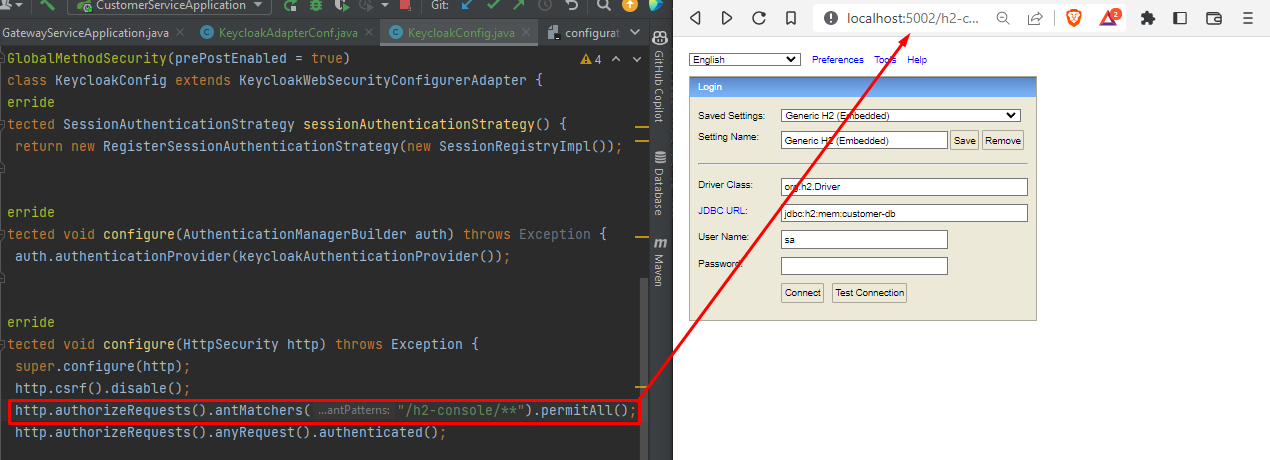 CustomerServiceApplication
Git:
GatewayServiceApplication.java
KeycloakAdapterConf.java
KeycloakConfig.java
configurat
GlobalMethodSecurity(prePostEnabled = true)
4
class KeycloakConfig extends KeycloakWebSecurityConfigurerAdapter {
erride
tected SessionAuthenticationStrategy sessionAuthenticationStrategy() {
return new RegisterSessionAuthenticationStrategy(new SessionRegistryImpl());
erride
tected void configure(AuthenticationManagerBuilder auth) throws Exception {
auth.authenticationProvider(keycloakAuthenticationProvider());
erride
tected void configure(HttpSecurity http) throws Exception {
super.configure(http);
http.csrf().disable();
http.authorizeRequests().antMatchers( ...antPatterns: "/h2-console/**").permitAll();
http.authorizeRequests().anyRequest().authenticated();
GitHub Copilot
Database
m
Maven
localhost:5002/h2-c...
2
English
Preferences
Tools
Help
Login
Saved Settings:
Generic H2 (Embedded)
Setting Name:
Generic H2 (Embedded)
Save
Remove
Driver Class:
org.h2.Driver
JDBC URL:
jdbc:h2:mem:customer-db
User Name:
sa
Password:
Connect
Test Connection